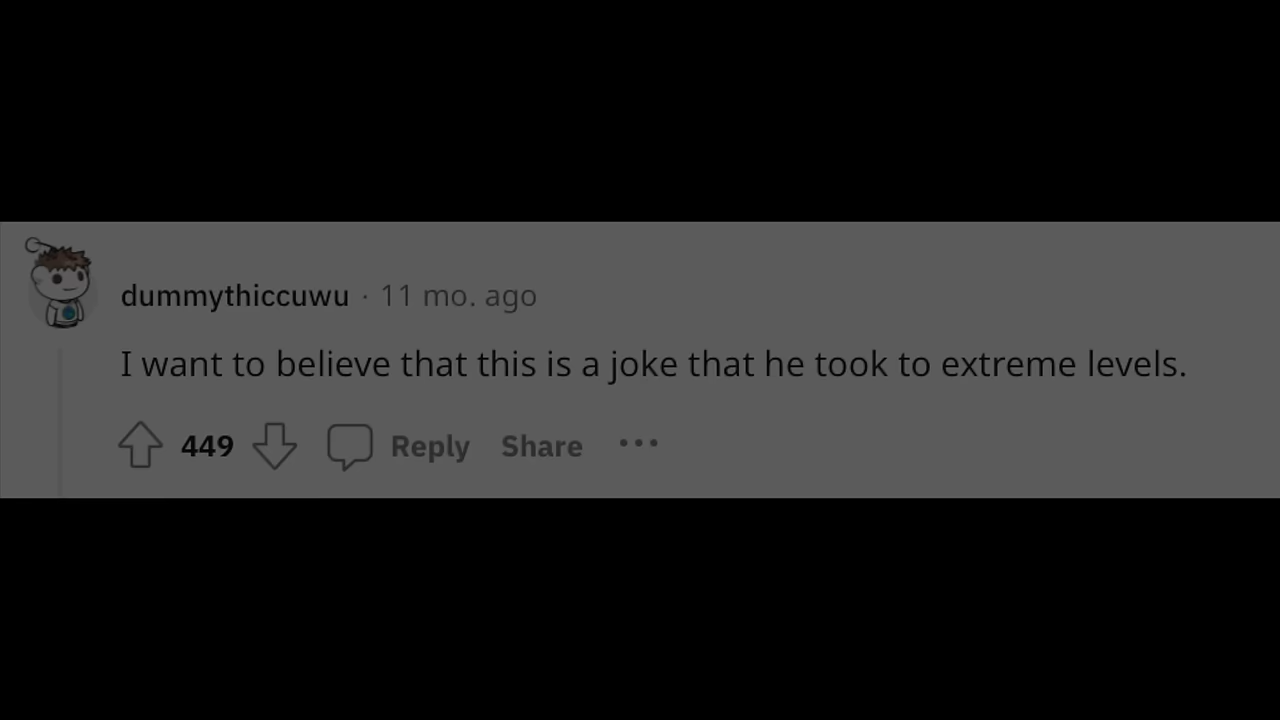 dummythiccuwu · 11 mo. ago
I want to believe that this is a joke that he took to extreme levels.
449 Reply Share ···